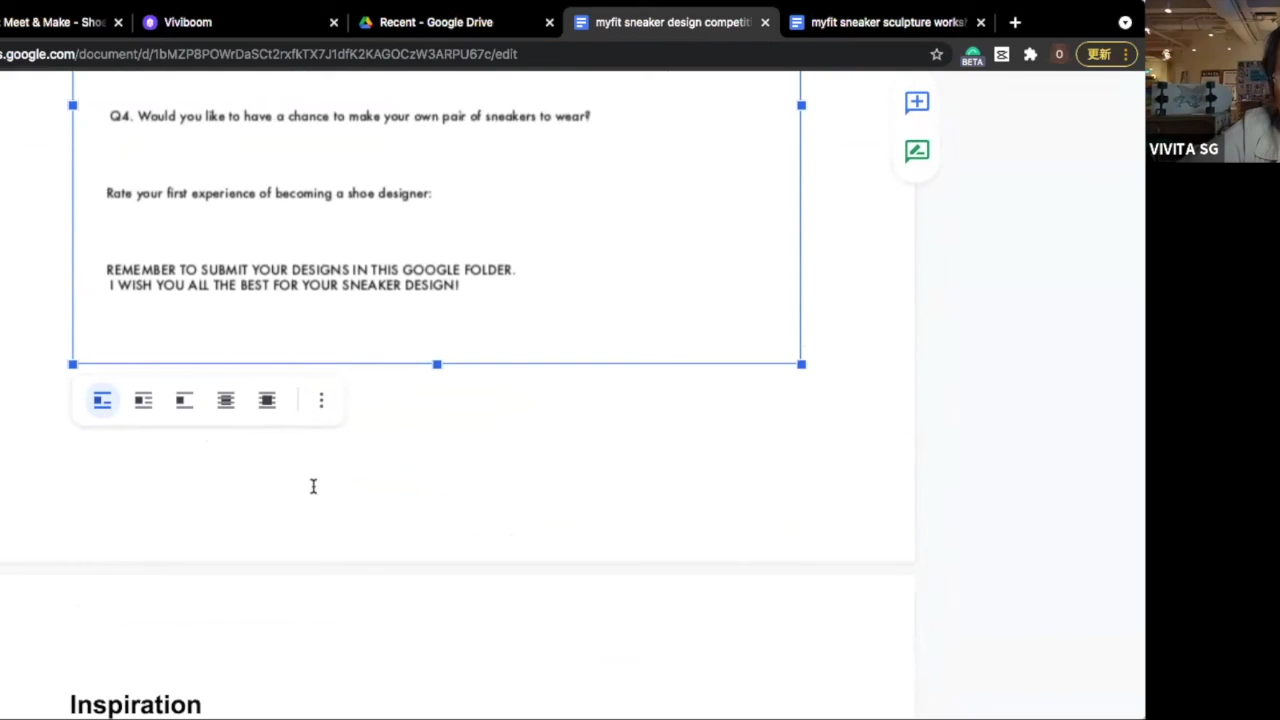 Meet & Make - Sho
Viviboom
Recent - Google Drive
myfit sneaker design competiti
myfit sneaker sculpture works
s.google.com/document/d/1bMZP8POWrDaSCt2rxfkTX7J1dfK2KAGOCzW3ARPU67c/edit
BETA
更新
VIVITA SG
Q4. Would you like to have a chance to make your own pair of sneakers to wear?
Rate your first experience of becoming a shoe designer:
REMEMBER TO SUBMIT YOUR DESIGNS IN THIS GOOGLE FOLDER.
I WISH YOU ALL THE BEST FOR YOUR SNEAKER DESIGN!
Inspiration